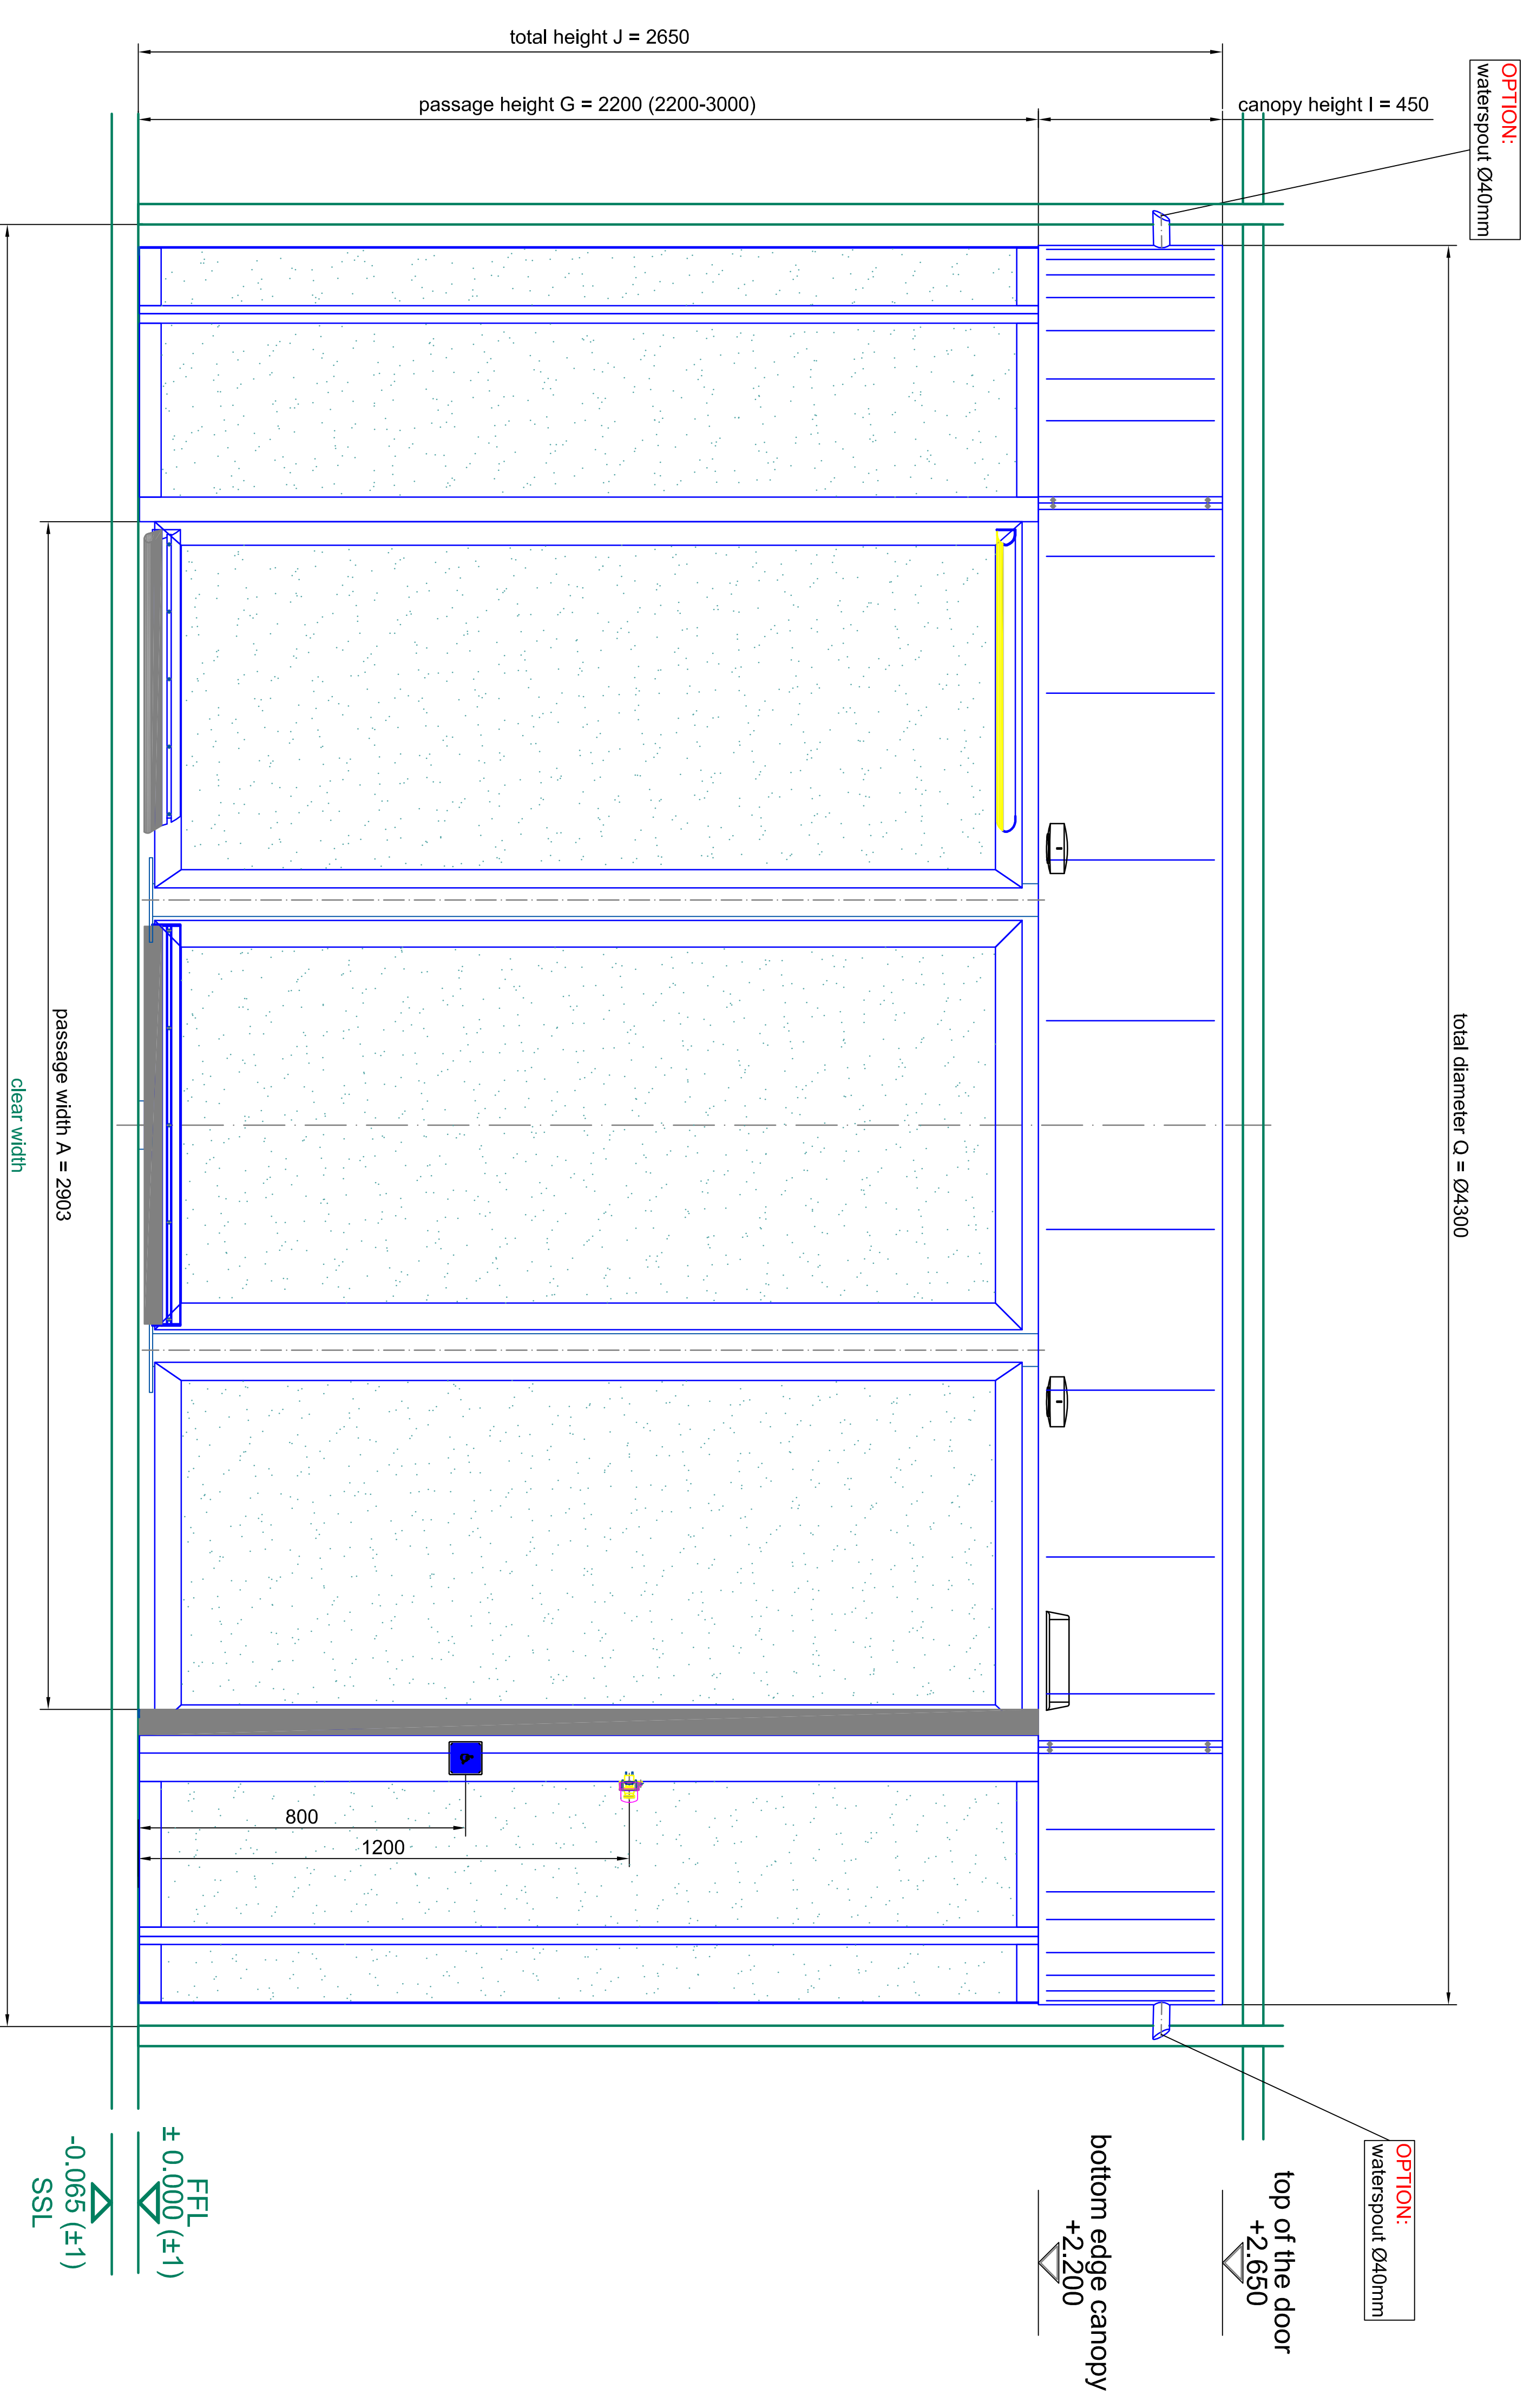 total height J = 2650
passage height G = 2200 (2200-3000)
canopy height I = 450
OPTION:
waterspout Ø40mm
total diameter Q = Ø4300
passage width A = 2903
clear width
800
1200
OPTION:
waterspout Ø40mm
top of the door
+2.650
bottom edge canopy
+2.200
FFL
± 0.000 (±1)
-0.065 (±1)
SSL